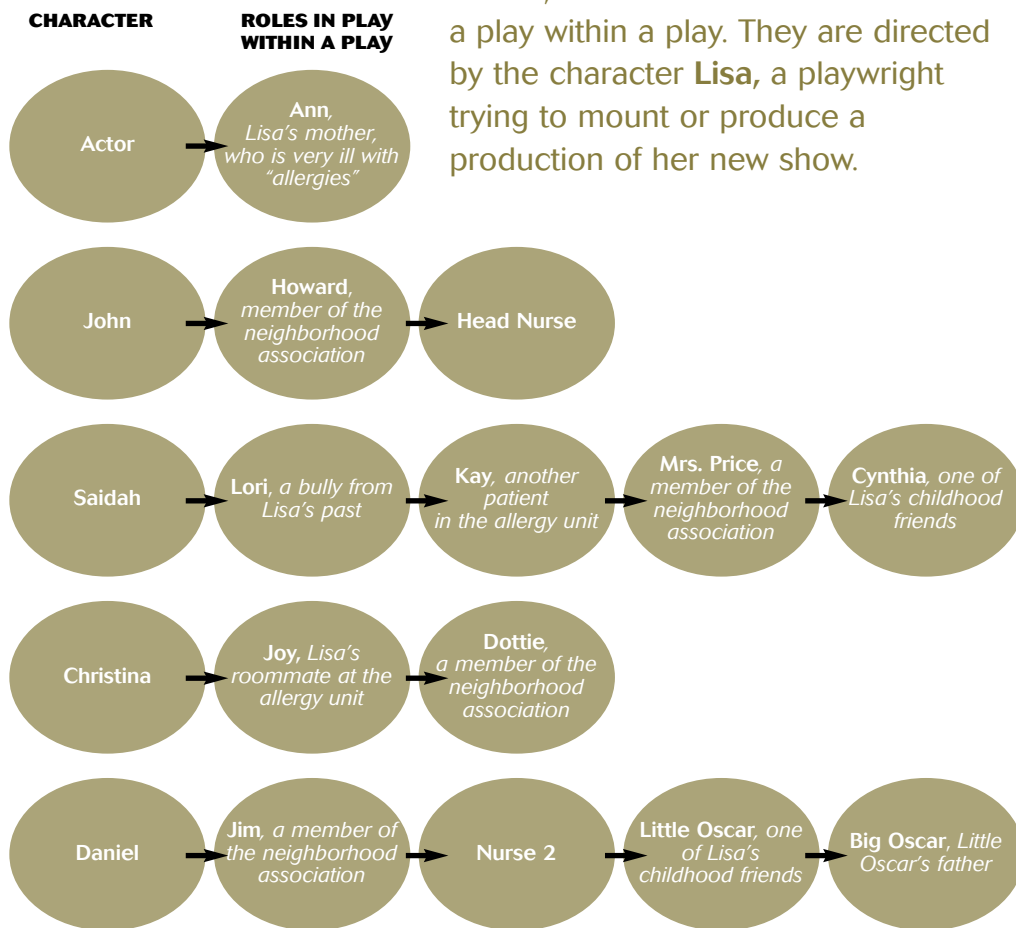 CHARACTER
ROLES IN PLAY
WITHIN A PLAY
a play within a play. They are directed
by the character Lisa, a playwright
trying to mount or produce a
production of her new show.
Actor
Ann,
Lisa's mother,
who is very ill with
"allergies"
John
Howard,
member of the
neighborhood
association
Head Nurse
Saidah
Lori, a bully from
Lisa's past
Kay, another
patient
in the allergy unit
Mrs. Price, a
member of the
neighborhood
association
Cynthia, one of
Lisa's childhood
friends
Christina
Joy, Lisa's
roommate at the
allergy unit
Dottie,
a member of the
neighborhood
association
Daniel
Jim, a member of
the neighborhood
association
Nurse 2
Little Oscar, one
of Lisa's
childhood friends
Big Oscar, Little
Oscar's father